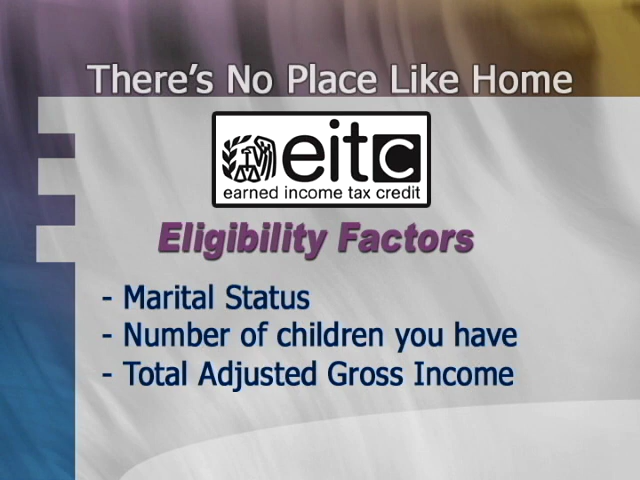 There's No Place Like Home
eitc
earned income tax credit
Eligibility Factors
- Marital Status
- Number of children you have
- Total Adjusted Gross Income